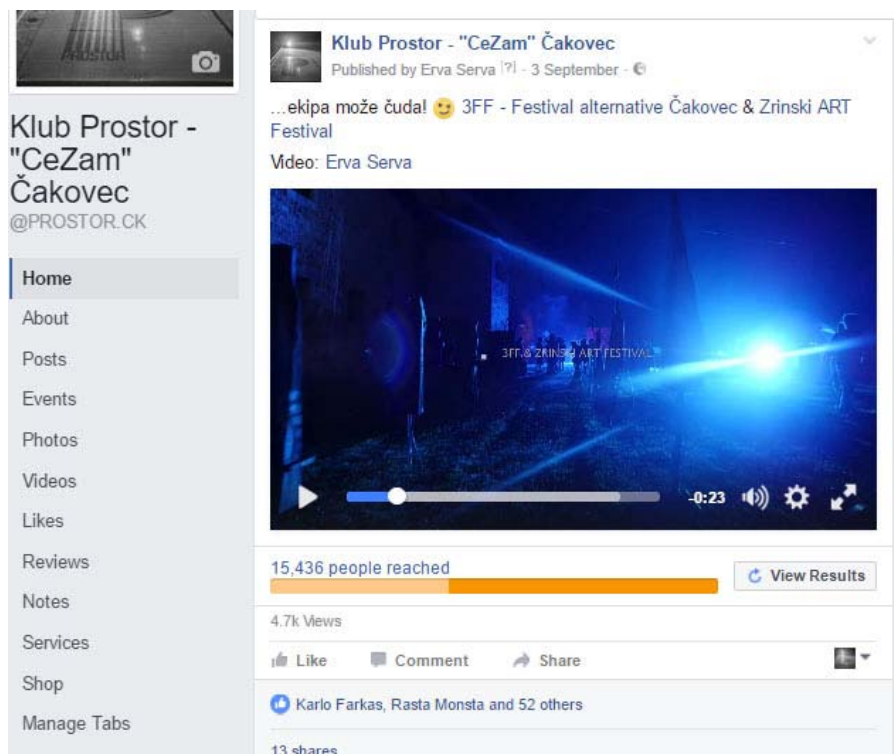 PROSTOR
Klub Prostor -
"CeZam"
Čakovec
@PROSTOR.CK
Home
About
Posts
Events
Photos
Videos
Likes
Reviews
Notes
Services
Shop
Manage Tabs
Klub Prostor - "CeZam" Čakovec
Published by Erva Serva [?] · 3 September ·
...ekipa može čuda! 😉 3FF - Festival alternative Čakovec & Zrinski ART
Festival
Video: Erva Serva
3FF & ZRINSKI ART FESTIVAL
-0:23
15,436 people reached
View Results
4.7k Views
Like Comment Share
Karlo Farkas, Rasta Monsta and 52 others
13 shares